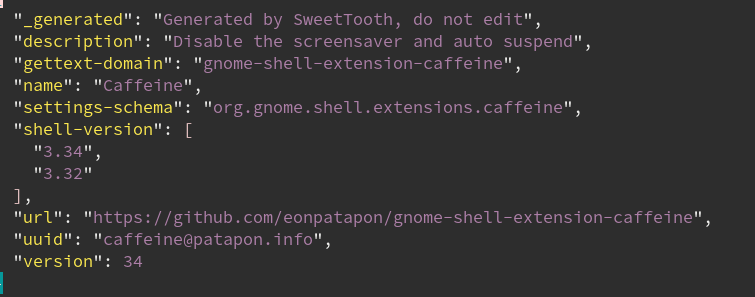 "_generated": "Generated by SweetTooth, do not edit",
"description": "Disable the screensaver and auto suspend",
"gettext-domain": "gnome-shell-extension-caffeine",
"name": "Caffeine",
"settings-schema": "org.gnome.shell.extensions.caffeine",
"shell-version": [
"3.34",
"3.32"
],
"url": "https://github.com/eonpatapon/gnome-shell-extension-caffeine",
"uuid": "caffeine@patapon.info",
"version": 34